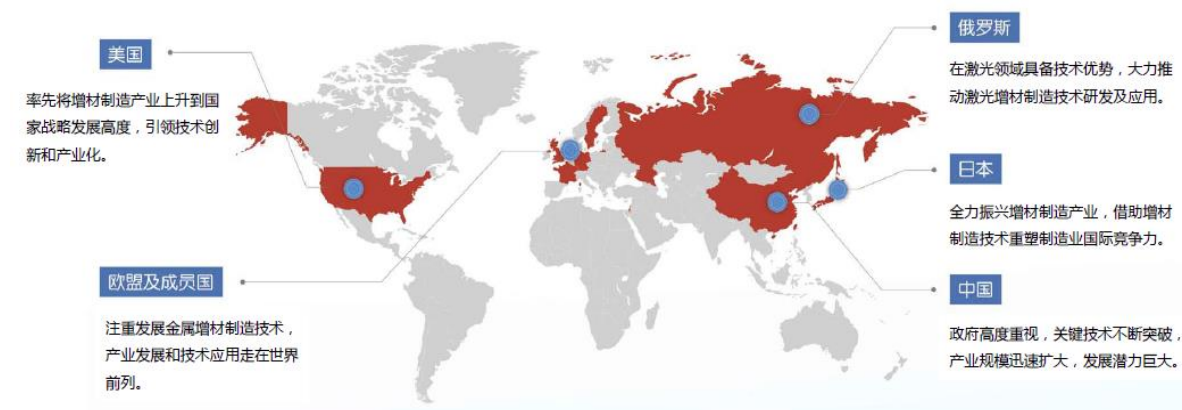 美国
率先将增材制造产业上升到国
家战略发展高度，引领技术创
新和产业化。
欧盟及成员国
注重发展金属增材制造技术，
产业发展和技术应用走在世界
前列。
俄罗斯
在激光领域具备技术优势，大力推
动激光增材制造技术研发及应用。
日本
全力振兴增材制造产业，借助增材
制造技术重塑制造业国际竞争力。
中国
政府高度重视，关键技术不断突破，
产业规模迅速扩大，发展潜力巨大。